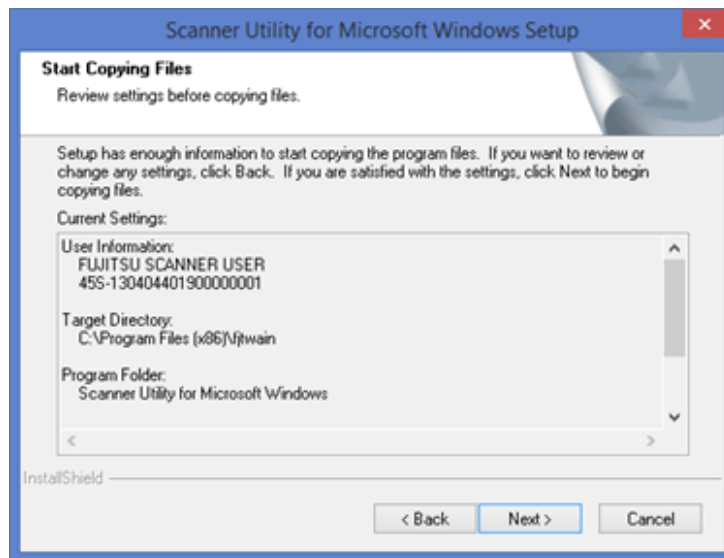 Scanner Utility for Microsoft Windows Setup
Start Copying Files
Review settings before copying files.
Setup has enough information to start copying the program files. If you want to review or
change any settings, click Back. If you are satisfied with the settings, click Next to begin
copying files.
Current Settings:
User Information:
FUJITSU SCANNER USER
45S-130404401900000001
Target Directory:
C:\Program Files (x86)\fjtwain
Program Folder:
Scanner Utility for Microsoft Windows
InstallShield
< Back
Next >
Cancel